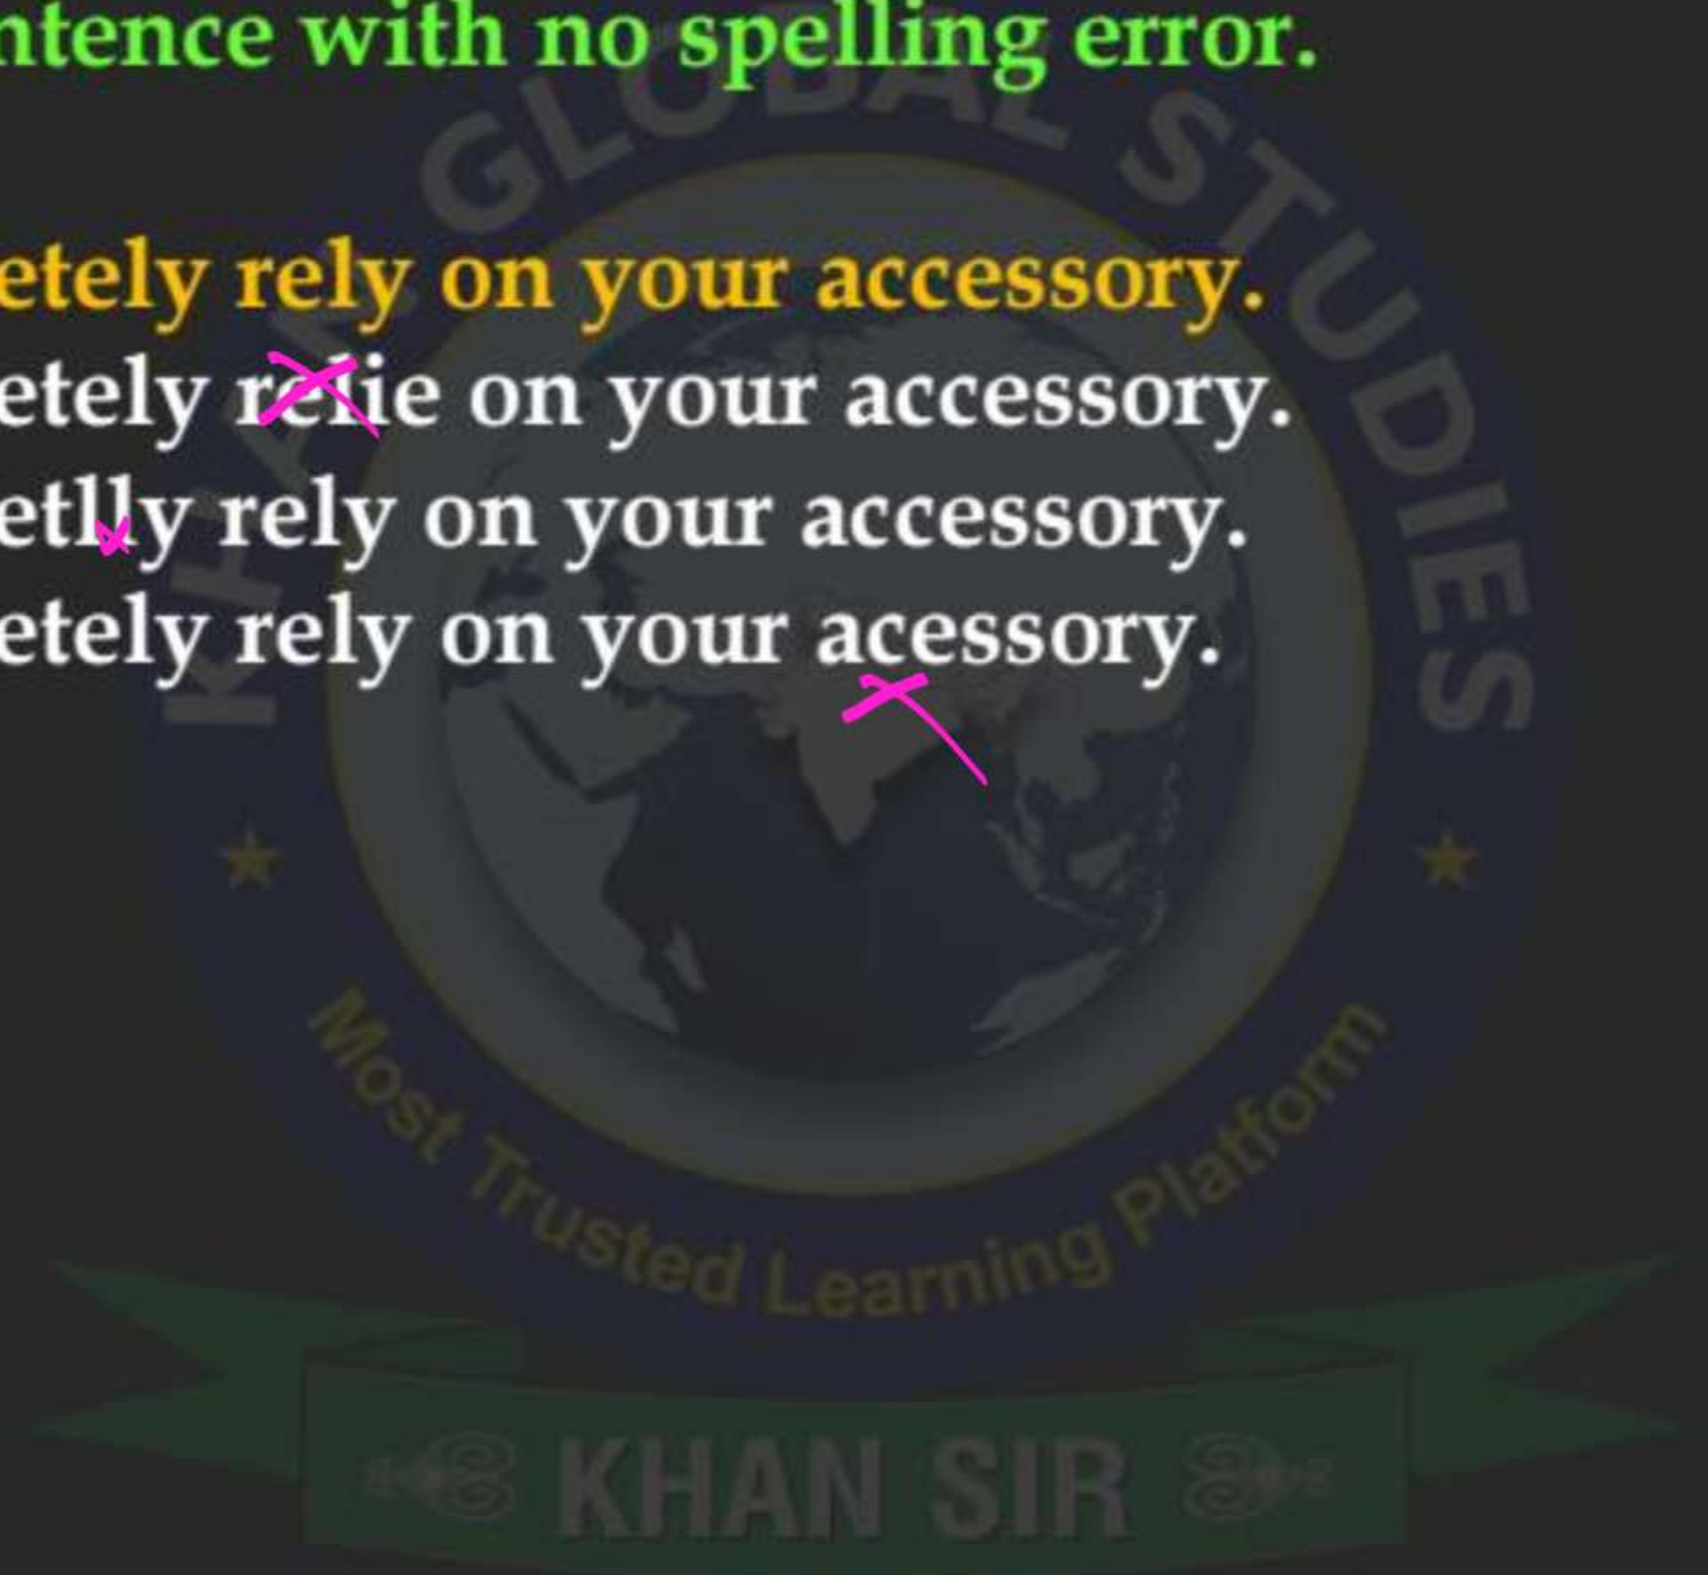 ntence with no spelling error.
etely rely on your accessory.
etely relie on your accessory.
etlly rely on your accessory.
etely rely on your acessory.
KHAN GLOBAL STUDIES
Most Trusted Learning Platform
KHAN SIR